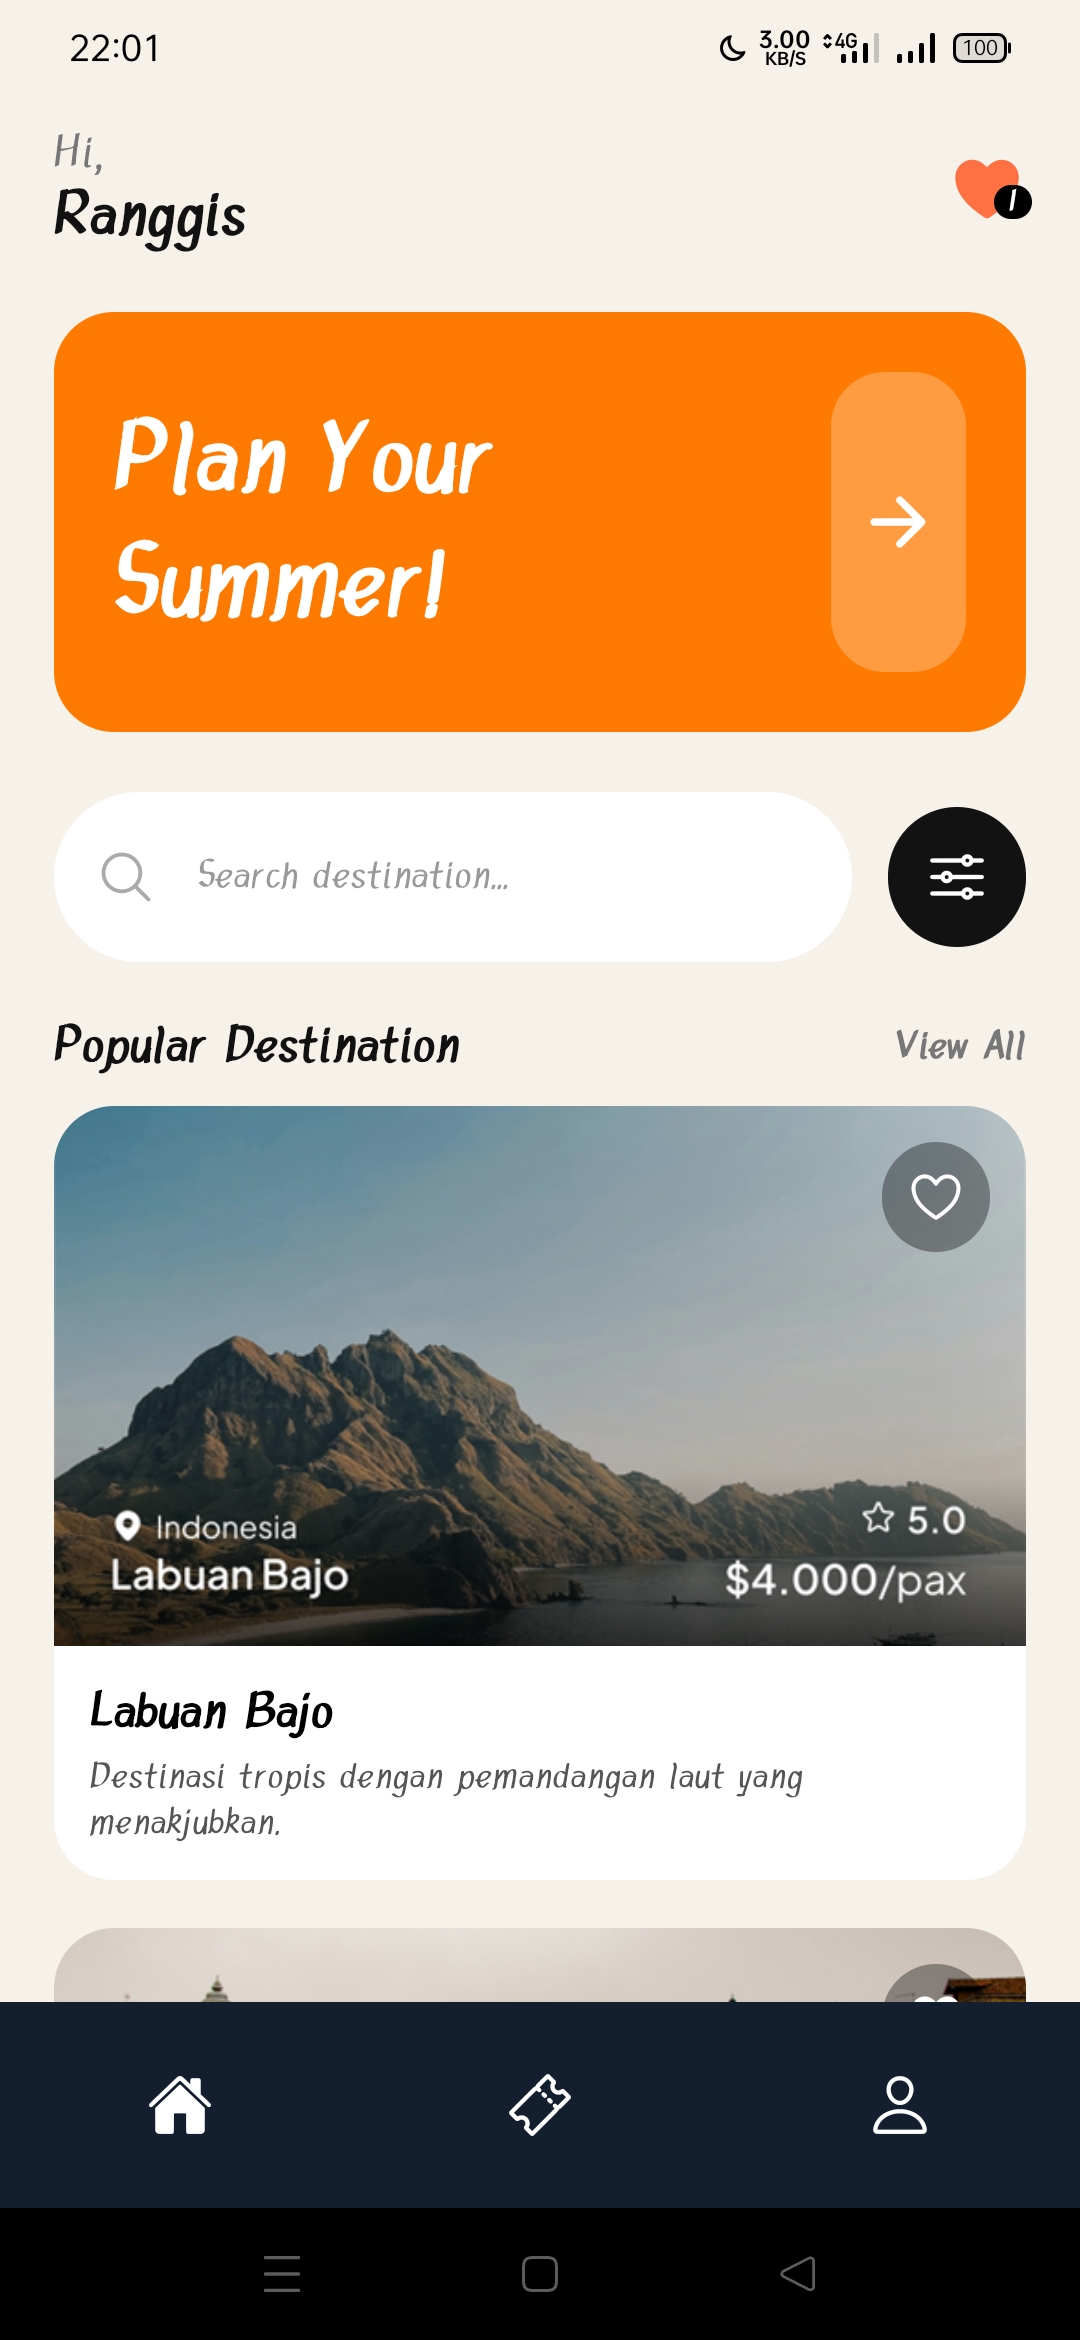 22:01
3.00
KB/S
4G
100
Hi,
Ranggis
1
Plan Your
Summer!
Search destination...
Popular Destination
View All
Indonesia
5.0
Labuan Bajo
$4.000/pax
Labuan Bajo
Destinasi tropis dengan pemandangan laut yang
menakjubkan.